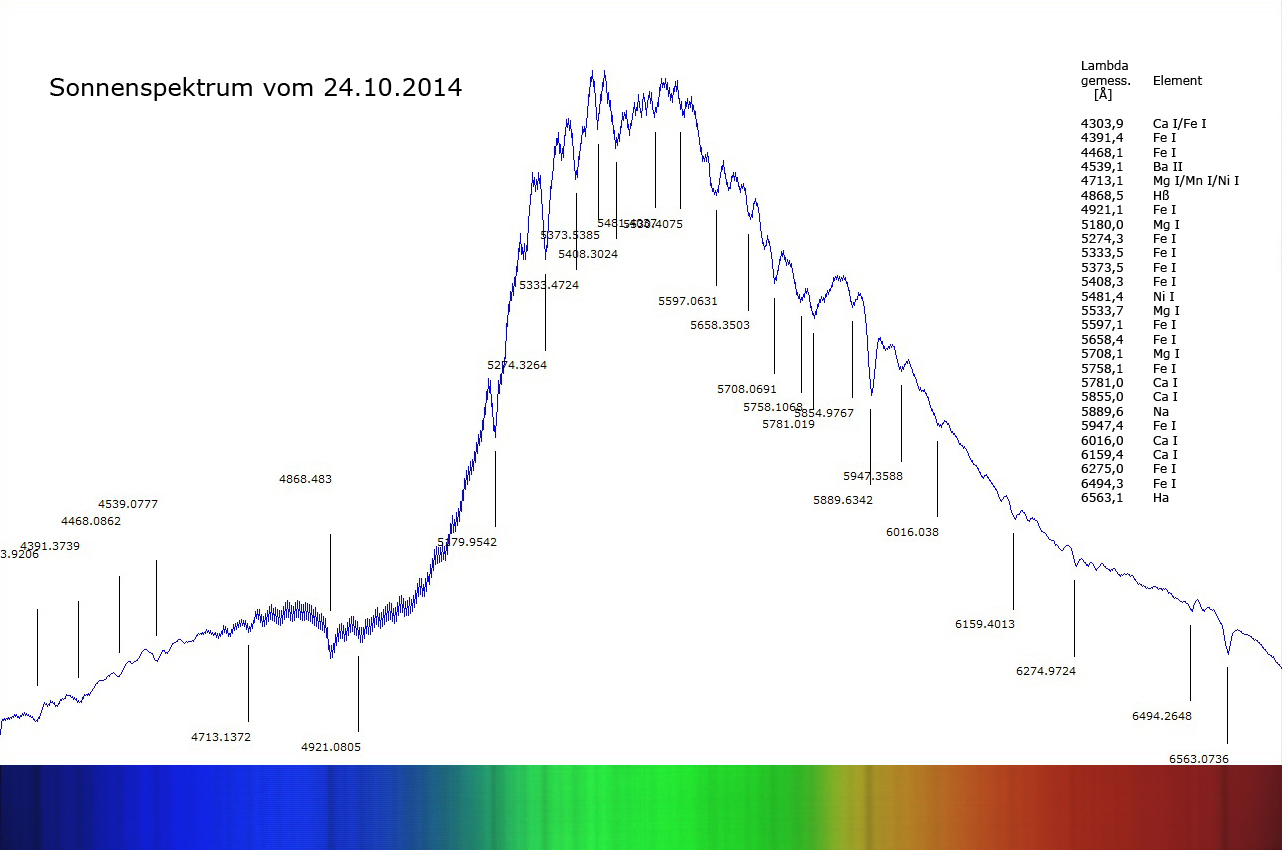 Sonnenspektrum vom 24.10.2014
Lambda
gemess. Element
[Å]
4303,9 Ca I/Fe I
4391,4 Fe I
4468,1 Fe I
4539,1 Ba II
4713,1 Mg I/Mn I/Ni I
4868,5 Hß
4921,1 Fe I
5180,0 Mg I
5274,3 Fe I
5333,5 Fe I
5373,5 Fe I
5408,3 Fe I
5481,4 Ni I
5533,7 Mg I
5597,1 Fe I
5658,4 Fe I
5708,1 Mg I
5758,1 Fe I
5781,0 Ca I
5855,0 Ca I
5889,6 Na
5947,4 Fe I
6016,0 Ca I
6159,4 Ca I
6275,0 Fe I
6494,3 Fe I
6563,1 Ha
3.9206
4391.3739
4468.0862
4539.0777
4713.1372
4868.483
4921.0805
5179.9542
5274.3264
5333.4724
5373.5385
5408.3024
5597.0631
5658.3503
5708.0691
5758.1068
5781.019
5854.9767
5889.6342
5947.3588
6016.038
6159.4013
6274.9724
6494.2648
6563.0736